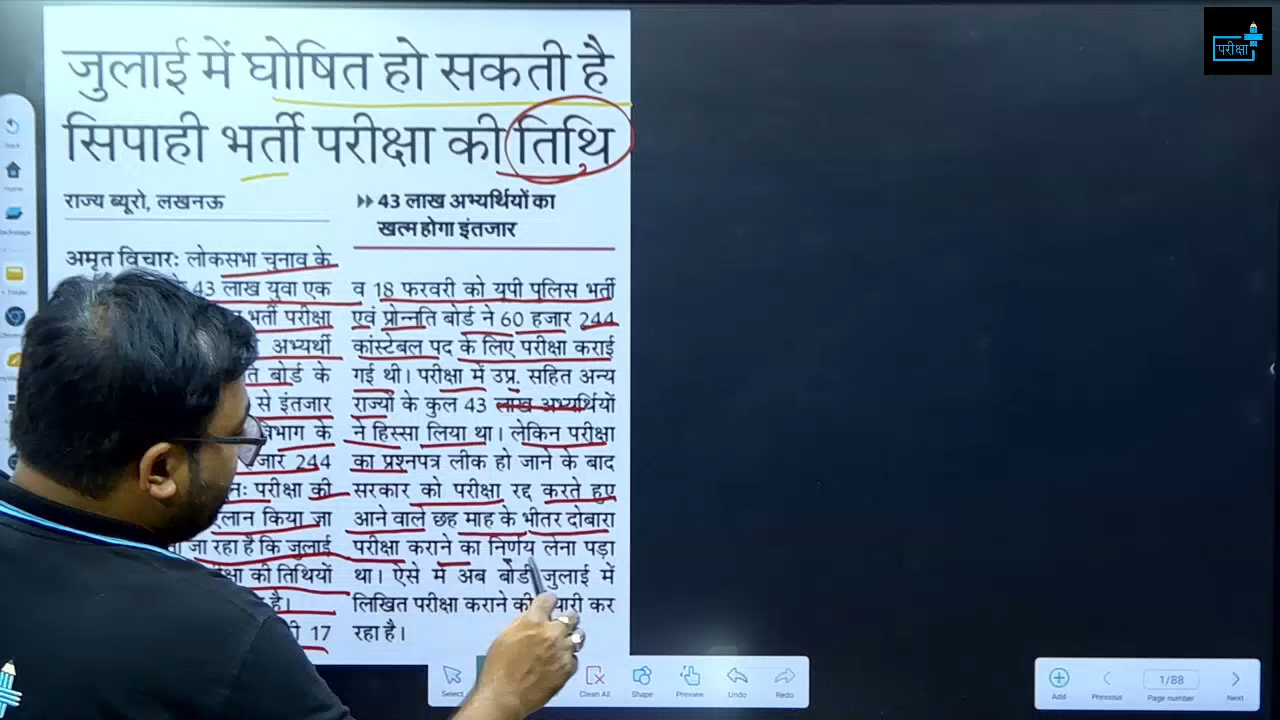 जुलाई में घोषित हो सकती है
सिपाही भर्ती परीक्षा की तिथि
परीक्षा
राज्य ब्यूरो, लखनऊ
43 लाख अभ्यर्थियों का
खत्म होगा इंतजार
अमृत विचारः लोकसभा चुनाव के
43 लाख युवा एक
भर्ती परीक्षा
अभ्यर्थी
बोर्ड के
से इंतजार
के
244
परीक्षा की
किया जा
जा रहा है कि जुलाई
की तिथियों
है।
17
व 18 फरवरी को यूपी पुलिस भर्ती
एवं प्रोन्नति बोर्ड ने 60 हजार 244
कांस्टेबल पद के लिए परीक्षा कराई
गई थी। परीक्षा में उप्र. सहित अन्य
राज्यों के कुल 43 लाख अभ्यर्थियों
ने हिस्सा लिया था। लेकिन परीक्षा
का प्रश्नपत्र लीक हो जाने के बाद
सरकार को परीक्षा रद्द करते हुए
आने वाले छह माह के भीतर दोबारा
परीक्षा कराने का निर्णय लेना पड़ा
था। ऐसे में अब बोर्ड जुलाई में
लिखित परीक्षा कराने की कर
रहा है।
Select
Clean All
Shape
Preview
Undo
Redo
Add
Previous
1/88
Page number
Next